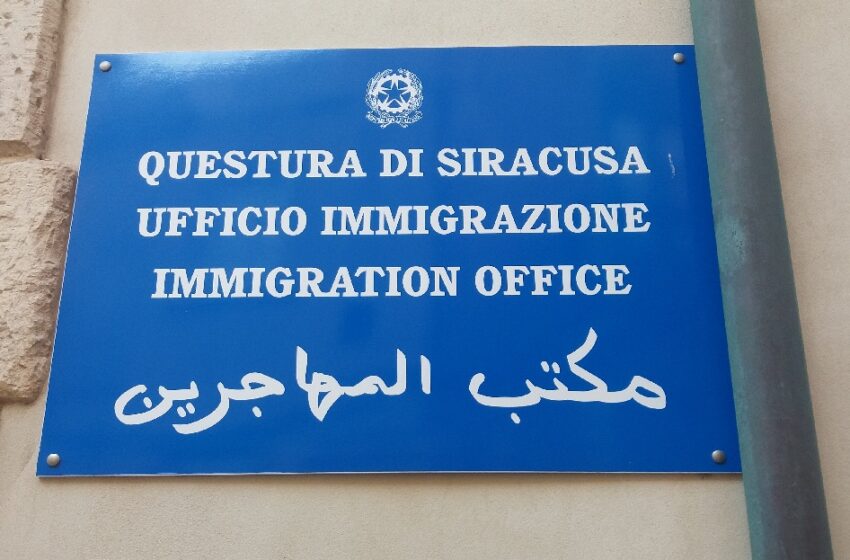 QUESTURA DI SIRACUSA
UFFICIO IMMIGRAZIONE
IMMIGRATION OFFICE
مكتب المهاجرين